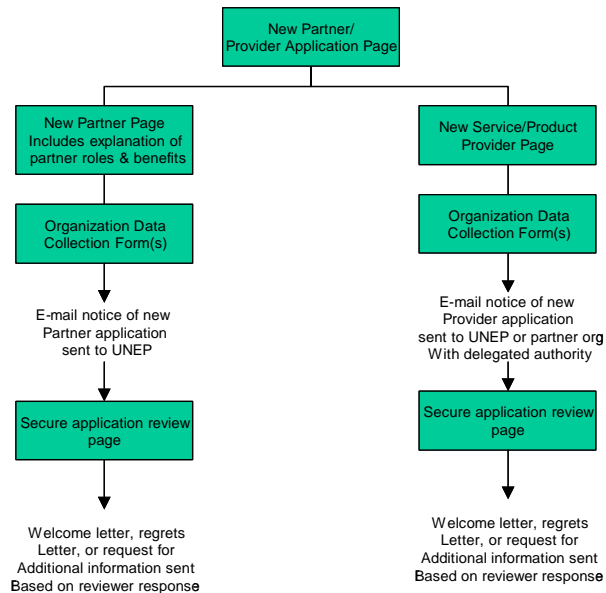 New Partner/
Provider Application Page
New Partner Page
Includes explanation of
partner roles & benefits
Organization Data
Collection Form(s)
E-mail notice of new
Partner application
sent to UNEP
Secure application review
page
Welcome letter, regrets
Letter, or request for
Additional information sent
Based on reviewer response
New Service/Product
Provider Page
Organization Data
Collection Form(s)
E-mail notice of new
Provider application
sent to UNEP or partner org
With delegated authority
Secure application review
page
Welcome letter, regrets
Letter, or request for
Additional information sent
Based on reviewer response